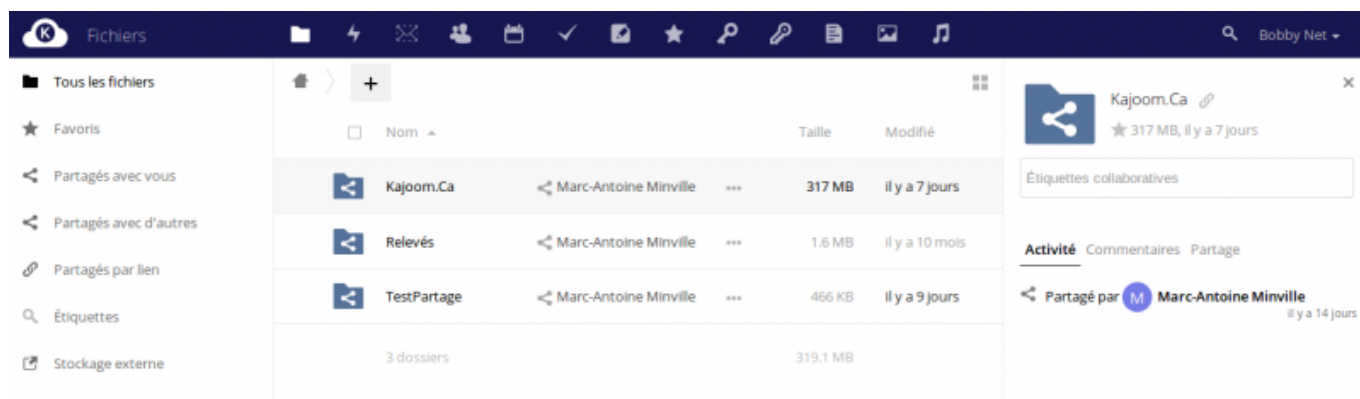 K Fichiers Bobby Net
Tous les fichiers
Favoris
Partagés avec vous
Partagés avec d'autres
Partagés par lien
Étiquettes
Stockage externe
+
Nom Taille Modifié
Kajoom.Ca Marc-Antoine Minville ... 317 MB il y a 7 jours
Relevés Marc-Antoine Minville ... 1.6 MB il y a 10 mois
TestPartage Marc-Antoine Minville ... 466 KB il y a 9 jours
3 dossiers 319.1 MB
Kajoom.Ca
317 MB, il y a 7 jours
Étiquettes collaboratives
Activité Commentaires Partage
Partagé par M Marc-Antoine Minville
il y a 14 jours